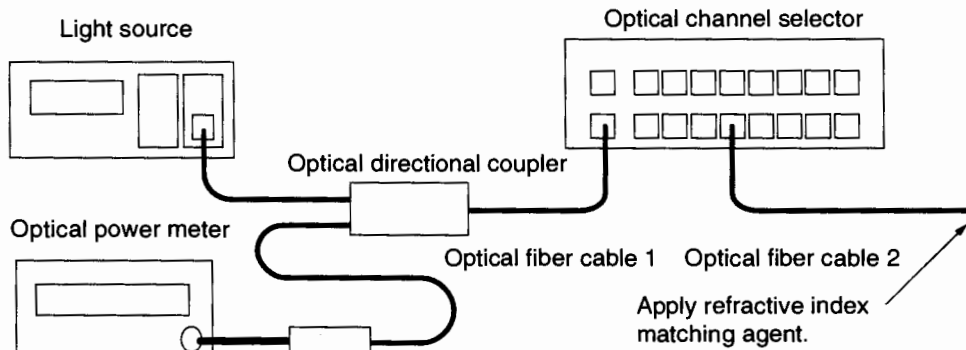 Light source
Optical channel selector
Optical directional coupler
Optical power meter
Optical fiber cable 1
Optical fiber cable 2
Apply refractive index
matching agent.